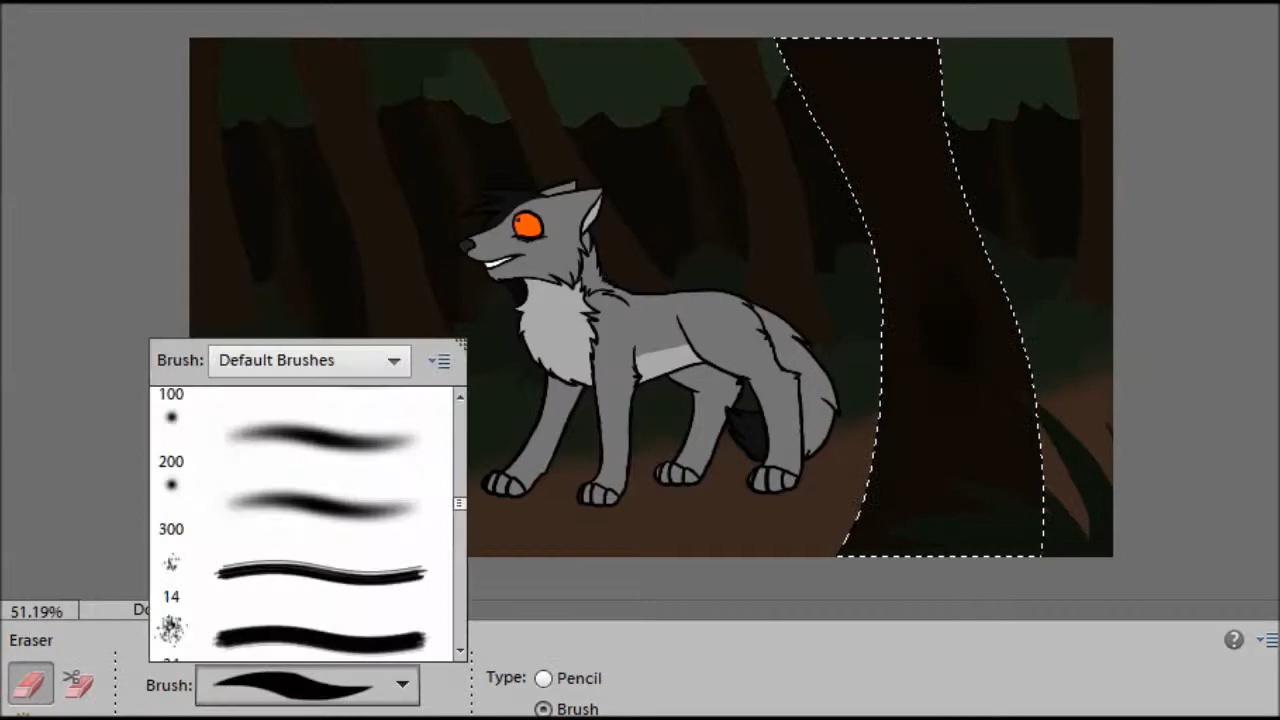 Brush: Default Brushes
100
200
300
14
51.19%
Eraser
Brush:
Type: Pencil
Brush